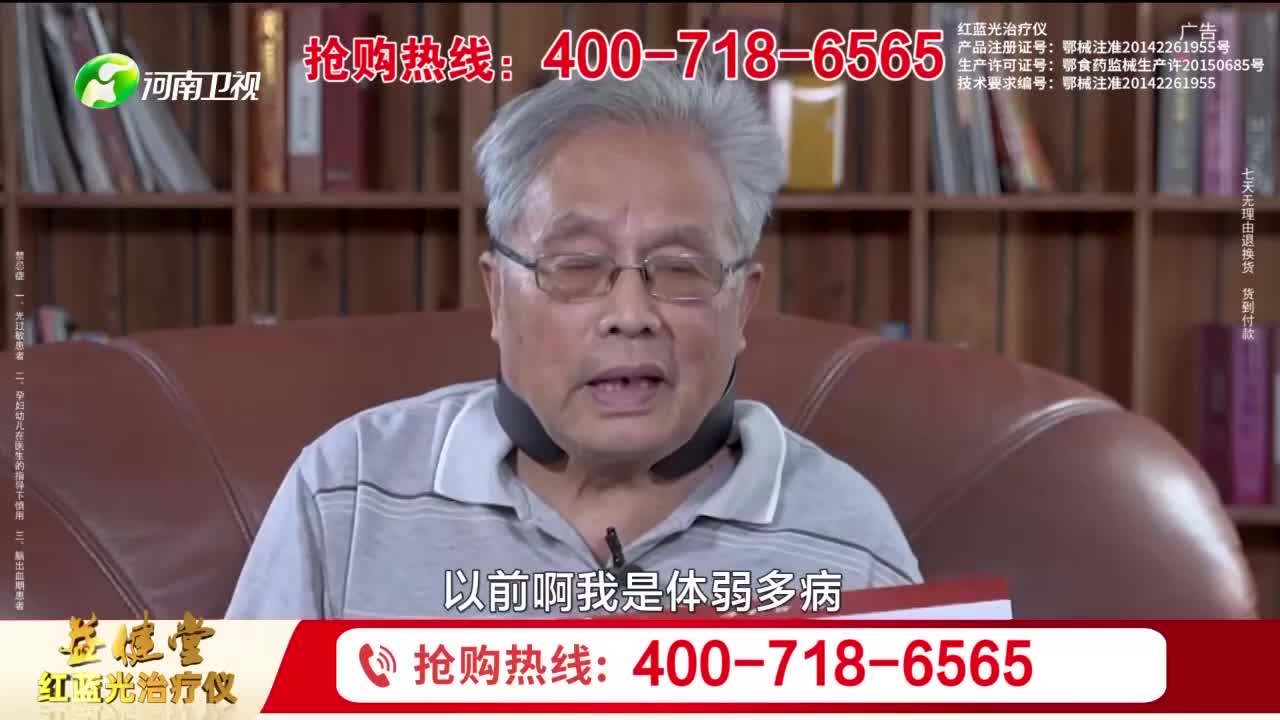 河南卫视
抢购热线：400-718-6565
广告
红蓝光治疗仪
产品注册证号：鄂械注准20142261955号
生产许可证号：鄂食药监械生产许20150685号
技术要求编号：鄂械注准20142261955
七天无理由退换货 货到付款
禁忌症 一、光过敏患者 二、孕妇幼儿在医生的指导下慎用 三、脑出血期患者
以前啊我是体弱多病
益健堂
红蓝光治疗仪
抢购热线：400-718-6565